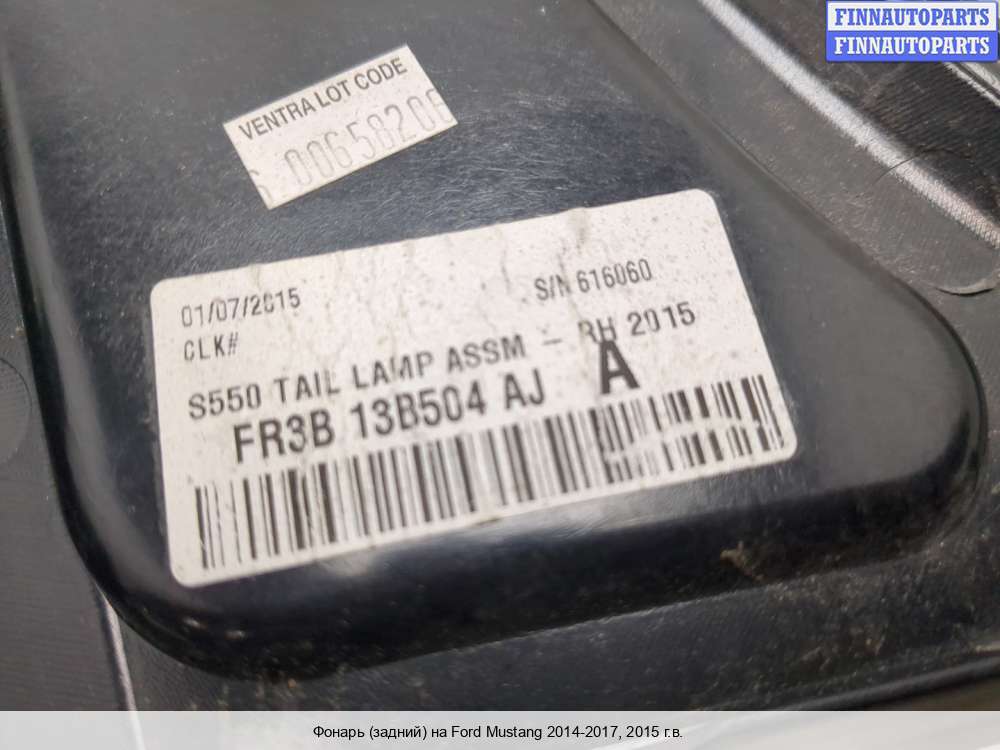 FINNAUTOPARTS
FINNAUTOPARTS
VENTRA LOT CODE
00658206
01/07/2015
S/N 616060
CLK#
S550 TAIL LAMP ASSM - RH 2015
FR3B 13B504 AJ A
Фонарь (задний) на Ford Mustang 2014-2017, 2015 г.в.